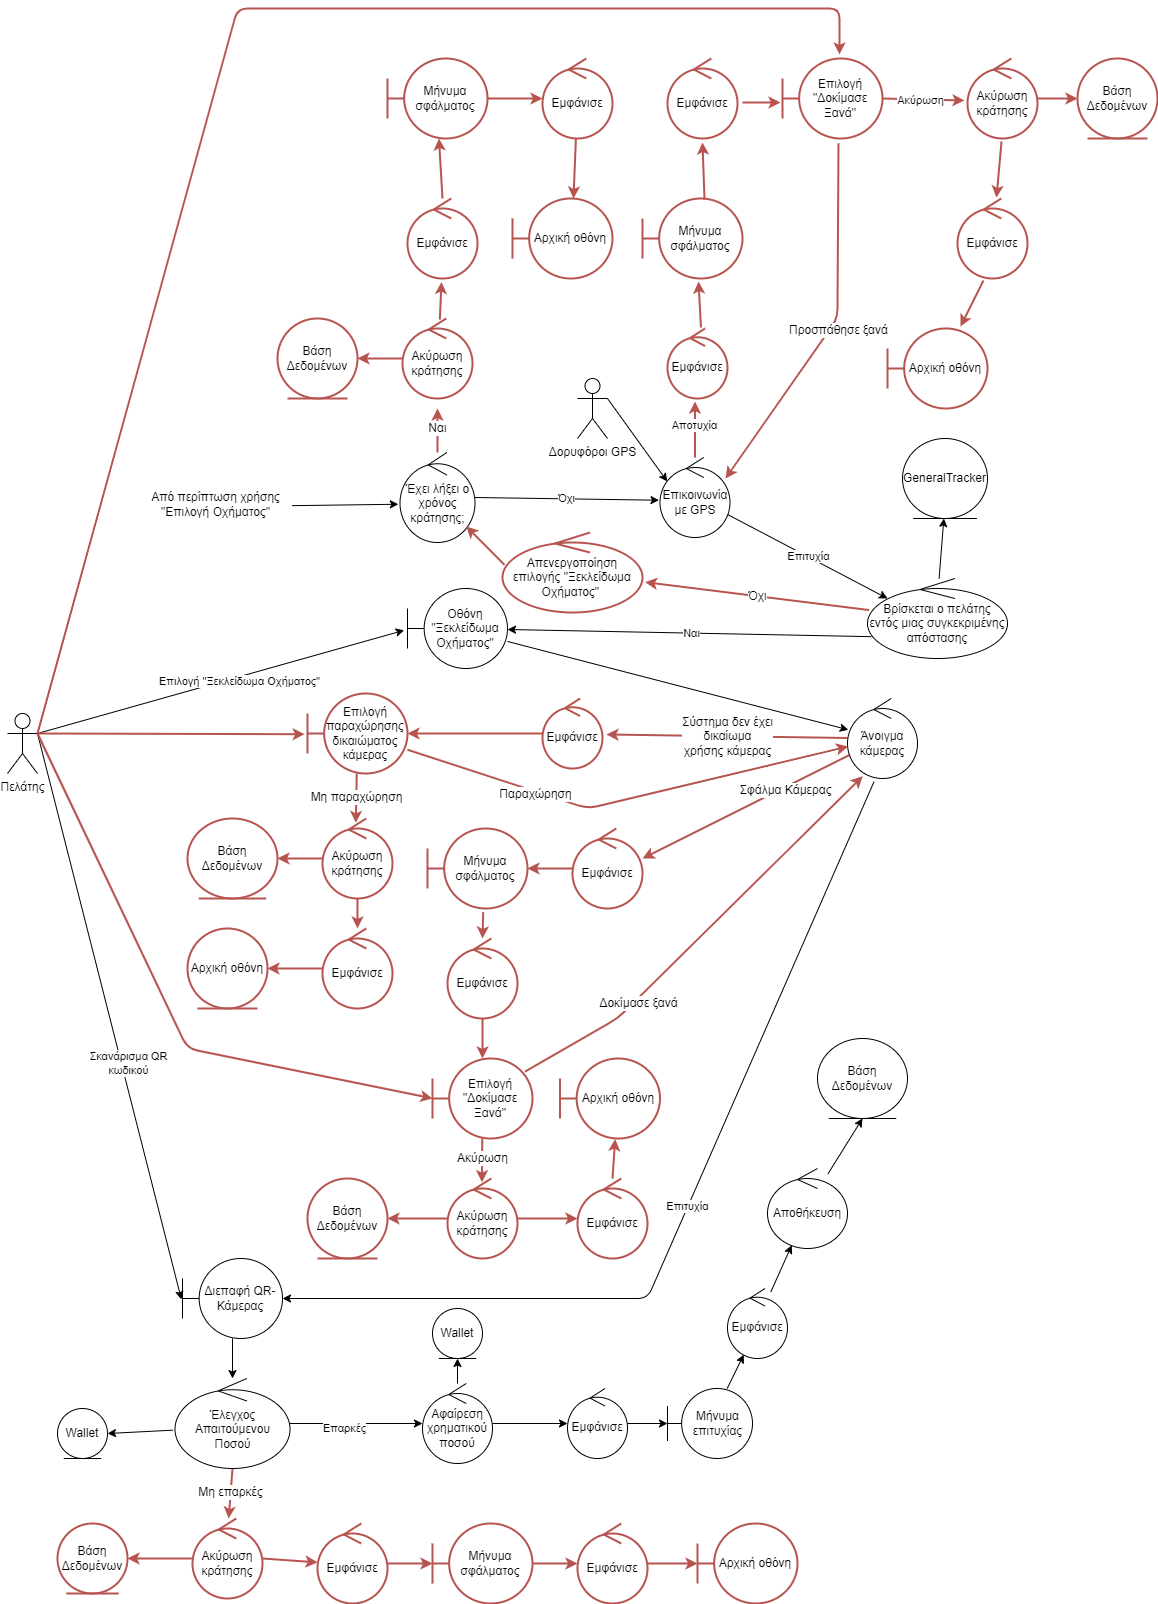 Μήνυμα
σφάλματος
Εμφάνισε
Εμφάνισε
Επιλογή
"Δοκίμασε
Ξανά"
Ακύρωση
Ακύρωση
κράτησης
Βάση
Δεδομένων
Εμφάνισε
Αρχική οθόνη
Μήνυμα
σφάλματος
Εμφάνισε
Προσπάθησε ξανά
Βάση
Δεδομένων
Ακύρωση
κράτησης
Εμφάνισε
Αρχική οθόνη
Ναι
Αποτυχία
Δορυφόροι GPS
GeneralTracker
Από περίπτωση χρήσης
"Επιλογή Οχήματος"
Έχει λήξει ο
χρόνος
κράτησης;
Όχι
Επικοινωνία
με GPS
Επιτυχία
Απενεργοποίηση
επιλογής "Ξεκλείδωμα
Οχήματος"
Όχι
Βρίσκεται ο πελάτης
εντός μιας συγκεκριμένης
απόστασης
Οθόνη
"Ξεκλείδωμα
Οχήματος"
Ναι
Επιλογή "Ξεκλείδωμα Οχήματος"
Πελάτης
Επιλογή
παραχώρησης
δικαιώματος
κάμερας
Εμφάνισε
Σύστημα δεν έχει
δικαίωμα
χρήσης κάμερας
Άνοιγμα
κάμερας
Μη παραχώρηση
Παραχώρηση
Σφάλμα Κάμερας
Βάση
Δεδομένων
Ακύρωση
κράτησης
Μήνυμα
σφάλματος
Εμφάνισε
Αρχική οθόνη
Εμφάνισε
Εμφάνισε
Δοκίμασε ξανά
Σκανάρισμα QR
κωδικού
Επιλογή
"Δοκίμασε
Ξανά"
Αρχική οθόνη
Βάση
Δεδομένων
Ακύρωση
Βάση
Δεδομένων
Ακύρωση
κράτησης
Εμφάνισε
Επιτυχία
Αποθήκευση
Διεπαφή QR-
Κάμερας
Wallet
Εμφάνισε
Wallet
Έλεγχος
Απαιτούμενου
Ποσού
Επαρκές
Αφαίρεση
χρηματικού
ποσού
Εμφάνισε
Μήνυμα
επιτυχίας
Μη επαρκές
Βάση
Δεδομένων
Ακύρωση
κράτησης
Εμφάνισε
Μήνυμα
σφάλματος
Εμφάνισε
Αρχική οθόνη